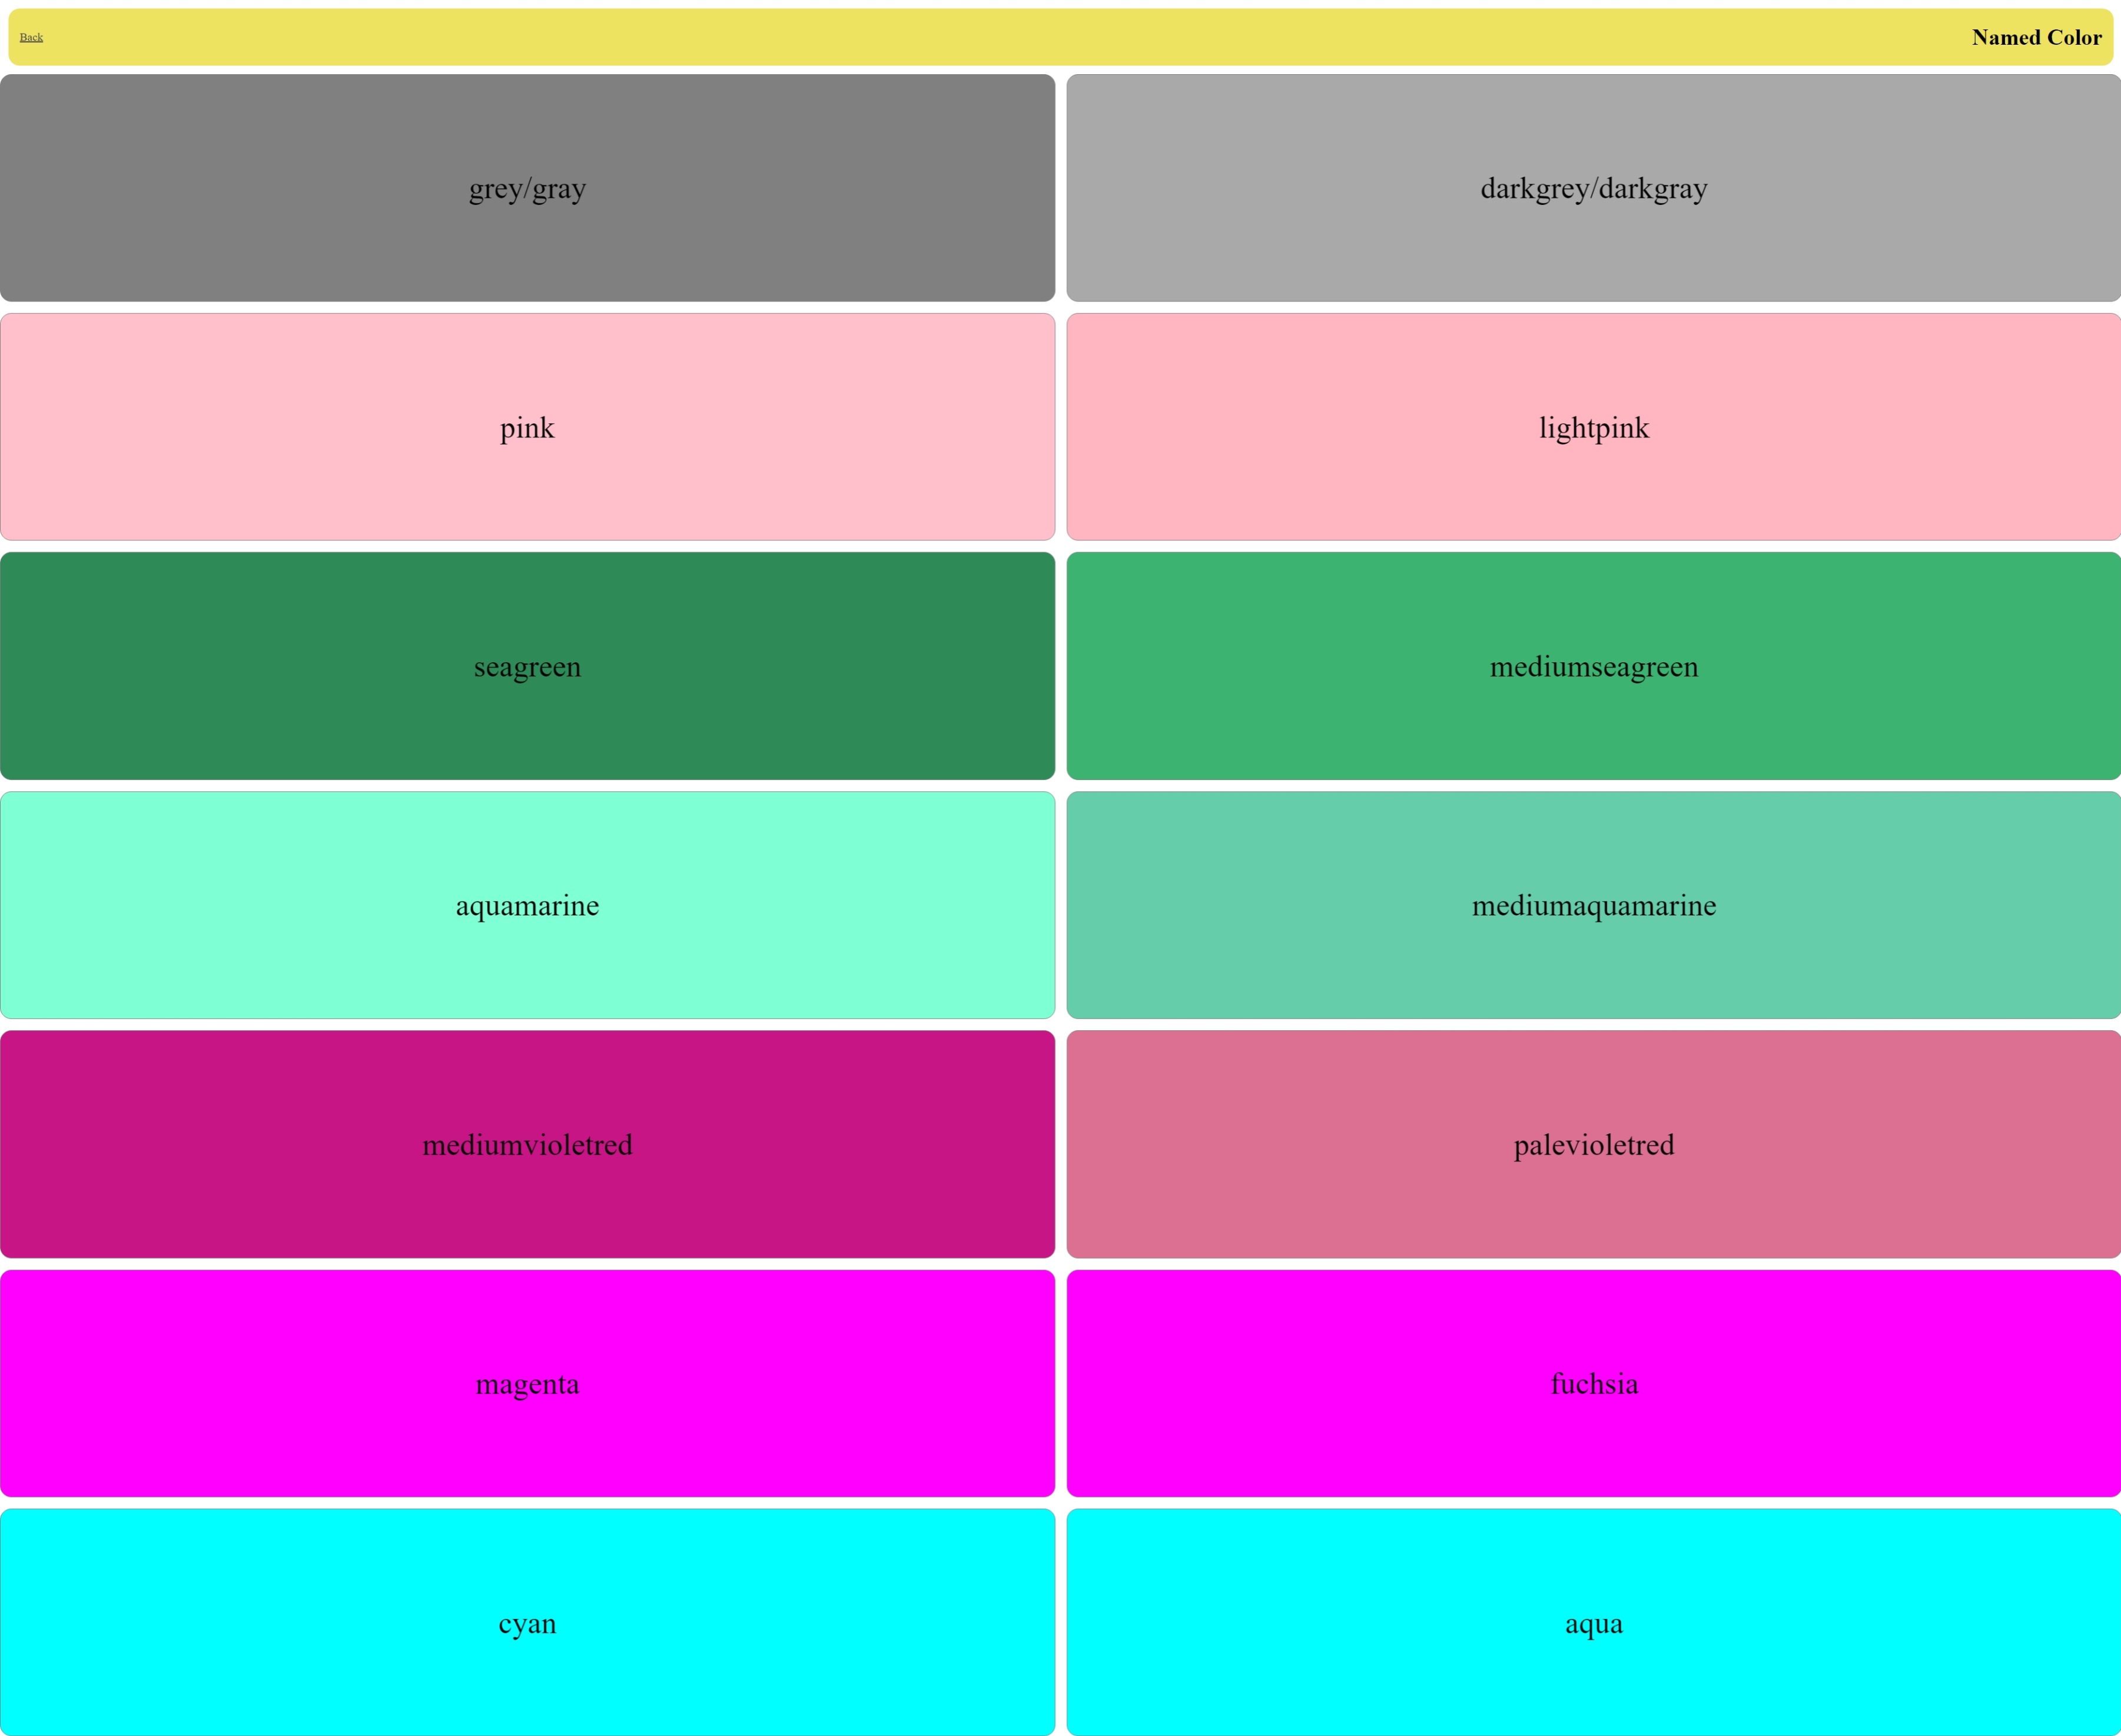 Back
Named Color
grey/gray
darkgrey/darkgray
pink
lightpink
seagreen
mediumseagreen
aquamarine
mediumaquamarine
mediumvioletred
palevioletred
magenta
fuchsia
cyan
aqua